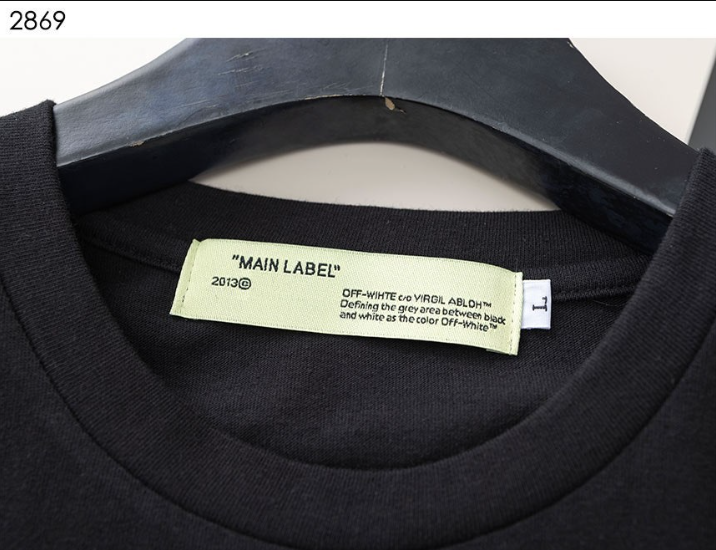 2869
"MAIN LABEL"
2013©
OFF-WIHTE c/o VIRGIL ABLOH™
Defining the grey area between black
and white as the color Off-White™
L